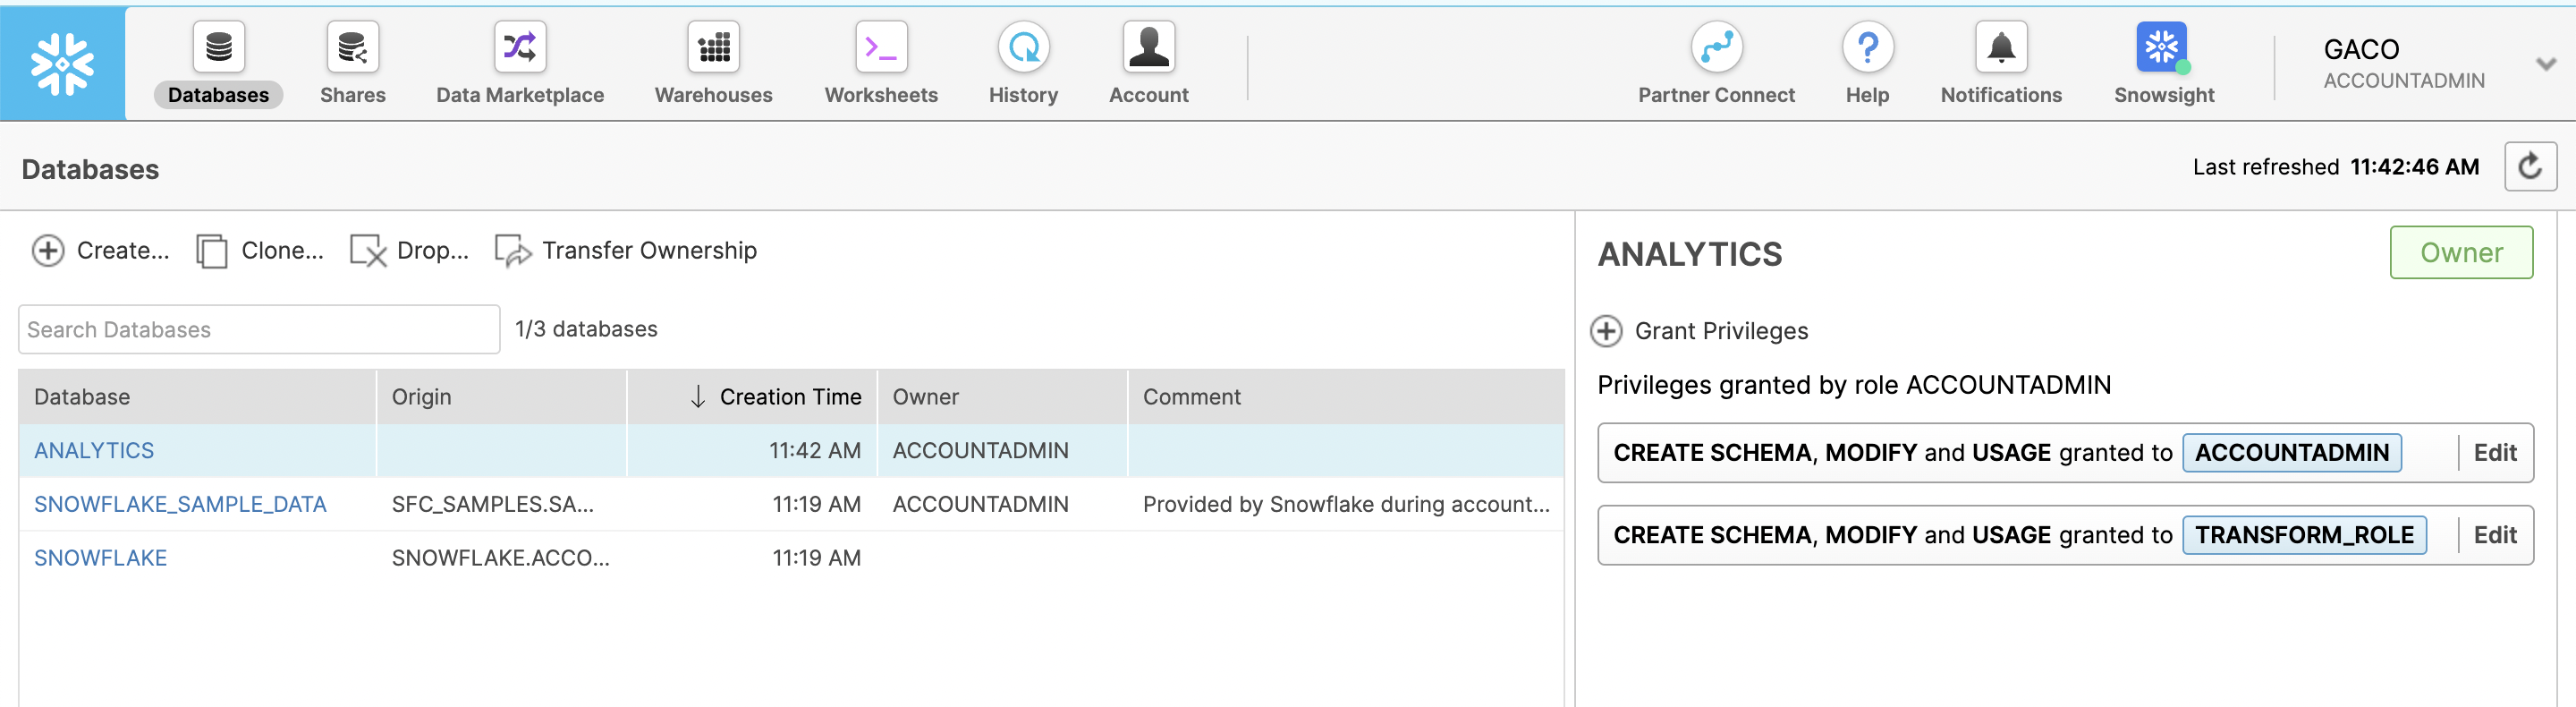 Databases Shares Data Marketplace Warehouses Worksheets History Account Partner Connect Help Notifications Snowsight GACO
ACCOUNTADMIN
Databases Last refreshed 11:42:46 AM
Create... Clone... Drop... Transfer Ownership
Search Databases 1/3 databases
Database Origin Creation Time Owner Comment
ANALYTICS 11:42 AM ACCOUNTADMIN
SNOWFLAKE_SAMPLE_DATA SFC_SAMPLES.SA... 11:19 AM ACCOUNTADMIN Provided by Snowflake during account...
SNOWFLAKE SNOWFLAKE.ACCO... 11:19 AM
ANALYTICS Owner
Grant Privileges
Privileges granted by role ACCOUNTADMIN
CREATE SCHEMA, MODIFY and USAGE granted to ACCOUNTADMIN Edit
CREATE SCHEMA, MODIFY and USAGE granted to TRANSFORM_ROLE Edit